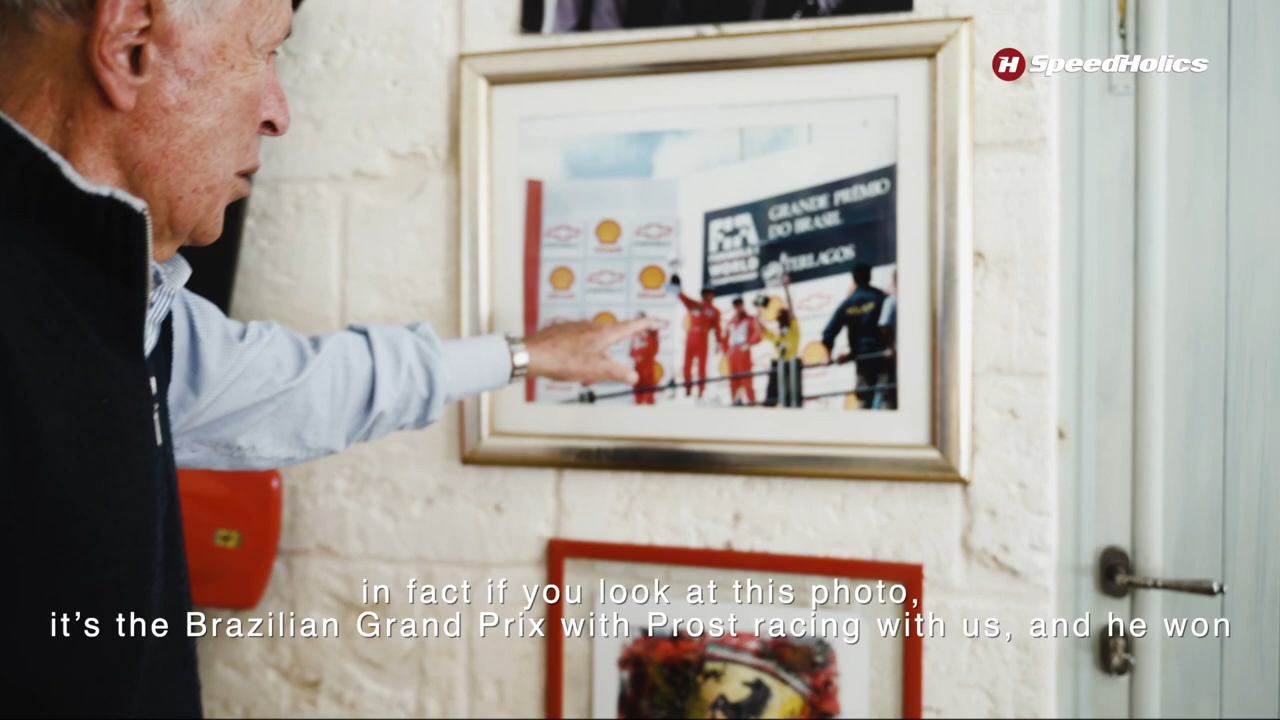 H SpeedHolics
GRANDE PRÊMIO
DO BRASIL
FIA
WORLD
INTERLAGOS
in fact if you look at this photo,
it's the Brazilian Grand Prix with Prost racing with us, and he won